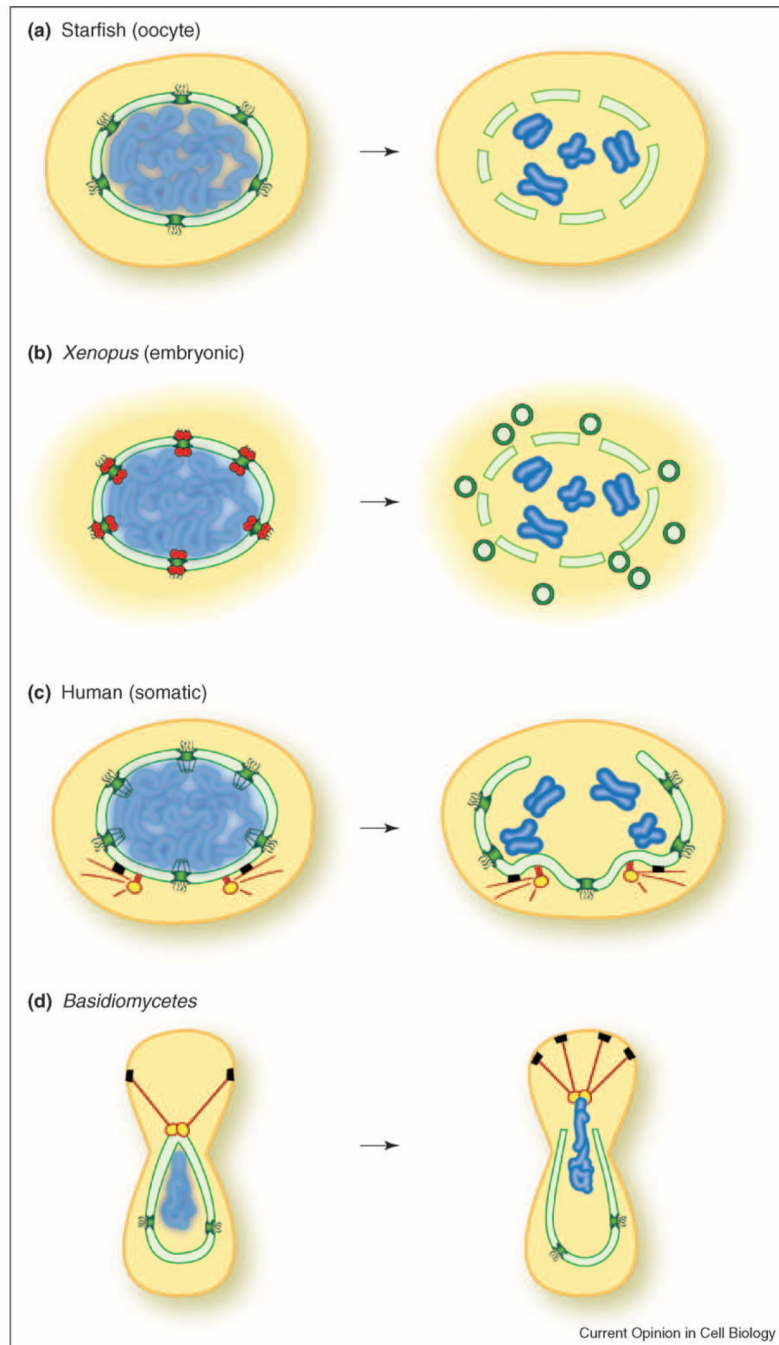 (a) Starfish (oocyte)
(b) Xenopus (embryonic)
(c) Human (somatic)
(d) Basidiomycetes
Current Opinion in Cell Biology